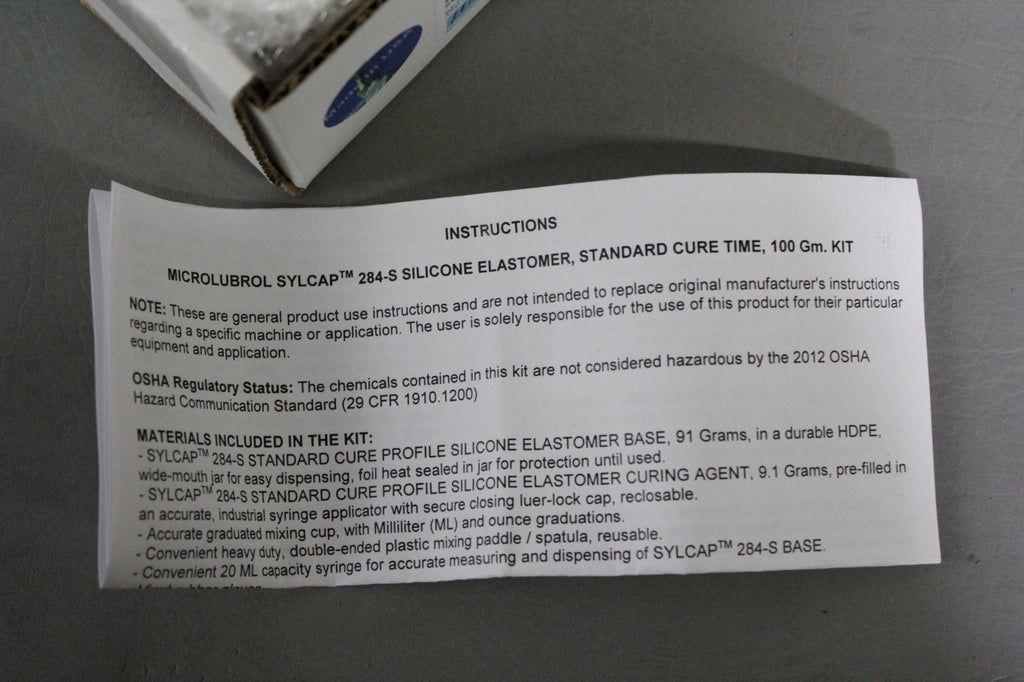 Made in USA
INSTRUCTIONS
MICROLUBROL SYLCAP™ 284-S SILICONE ELASTOMER, STANDARD CURE TIME, 100 Gm. KIT
NOTE: These are general product use instructions and are not intended to replace original manufacturer's instructions
regarding a specific machine or application. The user is solely responsible for the use of this product for their particular
equipment and application.
OSHA Regulatory Status: The chemicals contained in this kit are not considered hazardous by the 2012 OSHA
Hazard Communication Standard (29 CFR 1910.1200)
MATERIALS INCLUDED IN THE KIT:
- SYLCAP™ 284-S STANDARD CURE PROFILE SILICONE ELASTOMER BASE, 91 Grams, in a durable HDPE,
wide-mouth jar for easy dispensing, foil heat sealed in jar for protection until used.
- SYLCAP™ 284-S STANDARD CURE PROFILE SILICONE ELASTOMER CURING AGENT, 9.1 Grams, pre-filled in
an accurate, industrial syringe applicator with secure closing luer-lock cap, reclosable.
- Accurate graduated mixing cup, with Milliliter (ML) and ounce graduations.
- Convenient heavy duty, double-ended plastic mixing paddle / spatula, reusable.
- Convenient 20 ML capacity syringe for accurate measuring and dispensing of SYLCAP™ 284-S BASE.